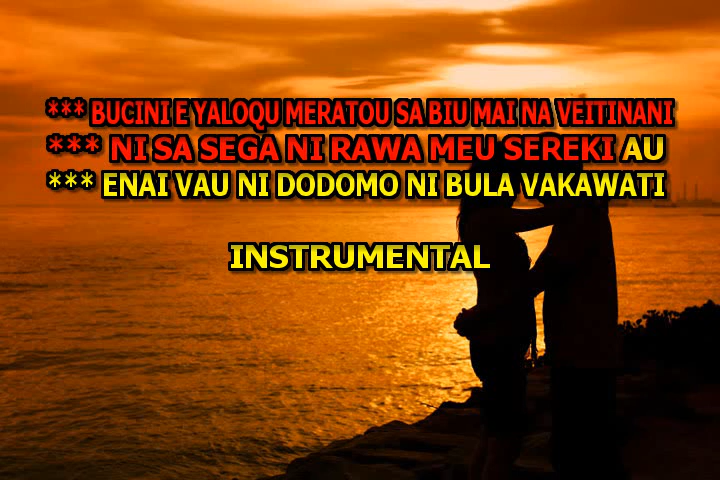 *** BUCINI E YALOQU MERATOU SA BIU MAI NA VEITINANI
*** NI SA SEGA NI RAWA MEU SEREKI AU
*** ENAI VAU NI DODOMO NI BULA VAKAWATI
INSTRUMENTAL